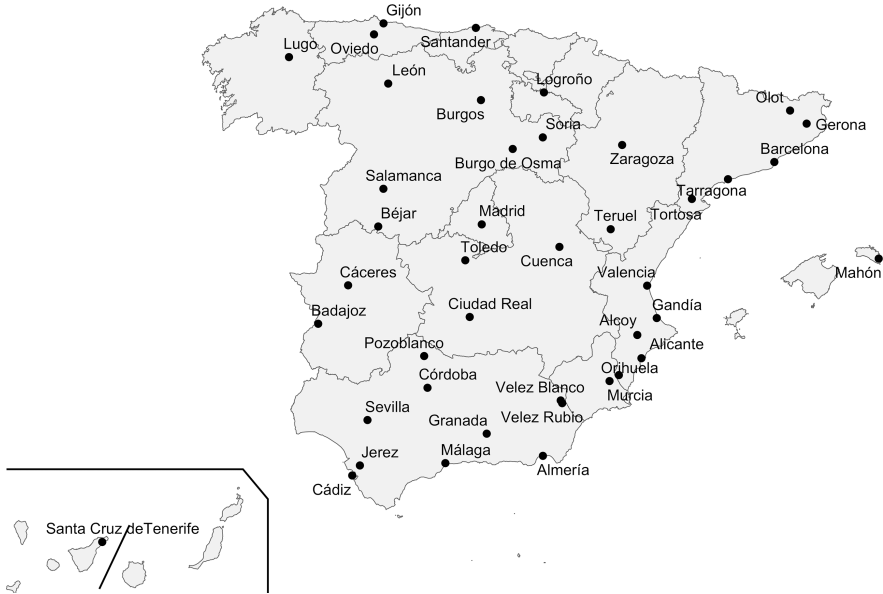 Gijón
Lugo
Oviedo
Santander
León
Logroño
Olot
Burgos
Soria
Gerona
Barcelona
Burgo de Osma
Zaragoza
Salamanca
Tarragona
Béjar
Madrid
Teruel
Tortosa
Toledo
Cuenca
Cáceres
Valencia
Mahón
Badajoz
Ciudad Real
Gandía
Alcoy
Pozoblanco
Alicante
Orihuela
Córdoba
Velez Blanco
Murcia
Sevilla
Granada
Velez Rubio
Jerez
Málaga
Almería
Cádiz
Santa Cruz deTenerife